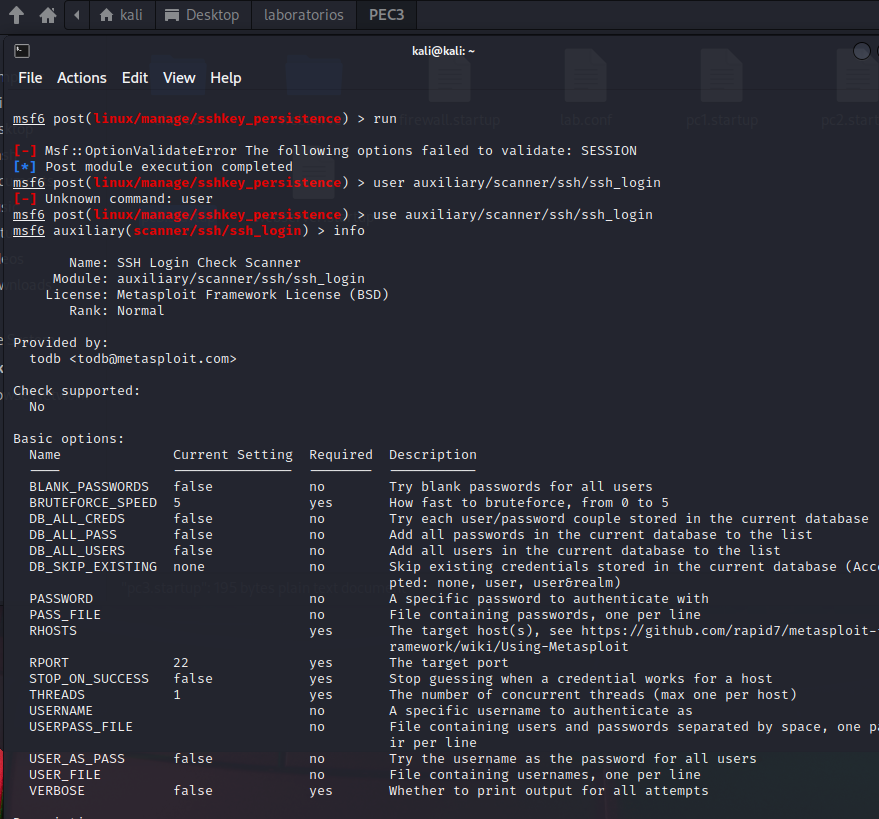 kali Desktop laboratorios PEC3
kali@kali: ~
File Actions Edit View Help
msf6 post(linux/manage/sshkey_persistence) > run
[-] Msf::OptionValidateError The following options failed to validate: SESSION
[*] Post module execution completed
msf6 post(linux/manage/sshkey_persistence) > user auxiliary/scanner/ssh/ssh_login
[-] Unknown command: user
msf6 post(linux/manage/sshkey_persistence) > use auxiliary/scanner/ssh/ssh_login
msf6 auxiliary(scanner/ssh/ssh_login) > info
Name: SSH Login Check Scanner
Module: auxiliary/scanner/ssh/ssh_login
License: Metasploit Framework License (BSD)
Rank: Normal
Provided by:
todb <todb@metasploit.com>
Check supported:
No
Basic options:
Name Current Setting Required Description
BLANK_PASSWORDS false no Try blank passwords for all users
BRUTEFORCE_SPEED 5 yes How fast to bruteforce, from 0 to 5
DB_ALL_CREDS false no Try each user/password couple stored in the current database
DB_ALL_PASS false no Add all passwords in the current database to the list
DB_ALL_USERS false no Add all users in the current database to the list
DB_SKIP_EXISTING none no Skip existing credentials stored in the current database (Acce
pted: none, user, user&realm)
PASSWORD no A specific password to authenticate with
PASS_FILE no File containing passwords, one per line
RHOSTS yes The target host(s), see https://github.com/rapid7/metasploit-
ramework/wiki/Using-Metasploit
RPORT 22 yes The target port
STOP_ON_SUCCESS false yes Stop guessing when a credential works for a host
THREADS 1 yes The number of concurrent threads (max one per host)
USERNAME no A specific username to authenticate as
USERPASS_FILE no File containing users and passwords separated by space, one pa
ir per line
USER_AS_PASS false no Try the username as the password for all users
USER_FILE no File containing usernames, one per line
VERBOSE false yes Whether to print output for all attempts